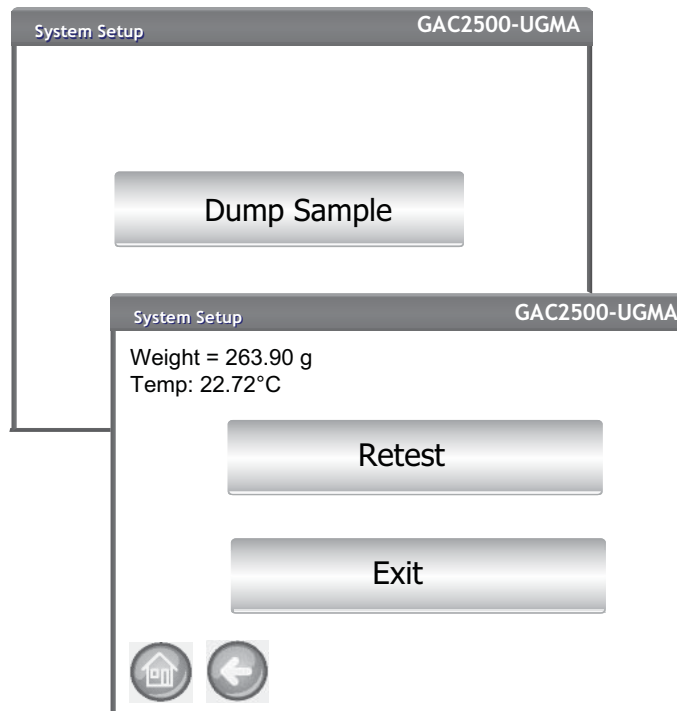 System Setup GAC2500-UGMA
Dump Sample
System Setup GAC2500-UGMA
Weight = 263.90 g
Temp: 22.72°C
Retest
Exit